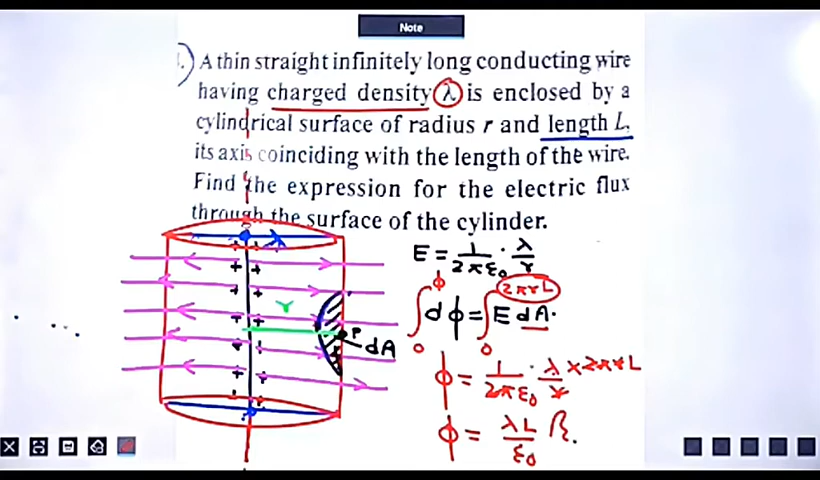 Note
A thin straight infinitely long conducting wire
having charged density λ is enclosed by a
cylindrical surface of radius r and length L,
its axis coinciding with the length of the wire.
Find the expression for the electric flux
through the surface of the cylinder.
E = 1/2πε₀ · λ/r
∫₀^ϕ dϕ = ∫₀^2πrL E dA.
ϕ = 1/2πε₀ · λ/r × 2πrL
ϕ = λL/ε₀
r
P
dA